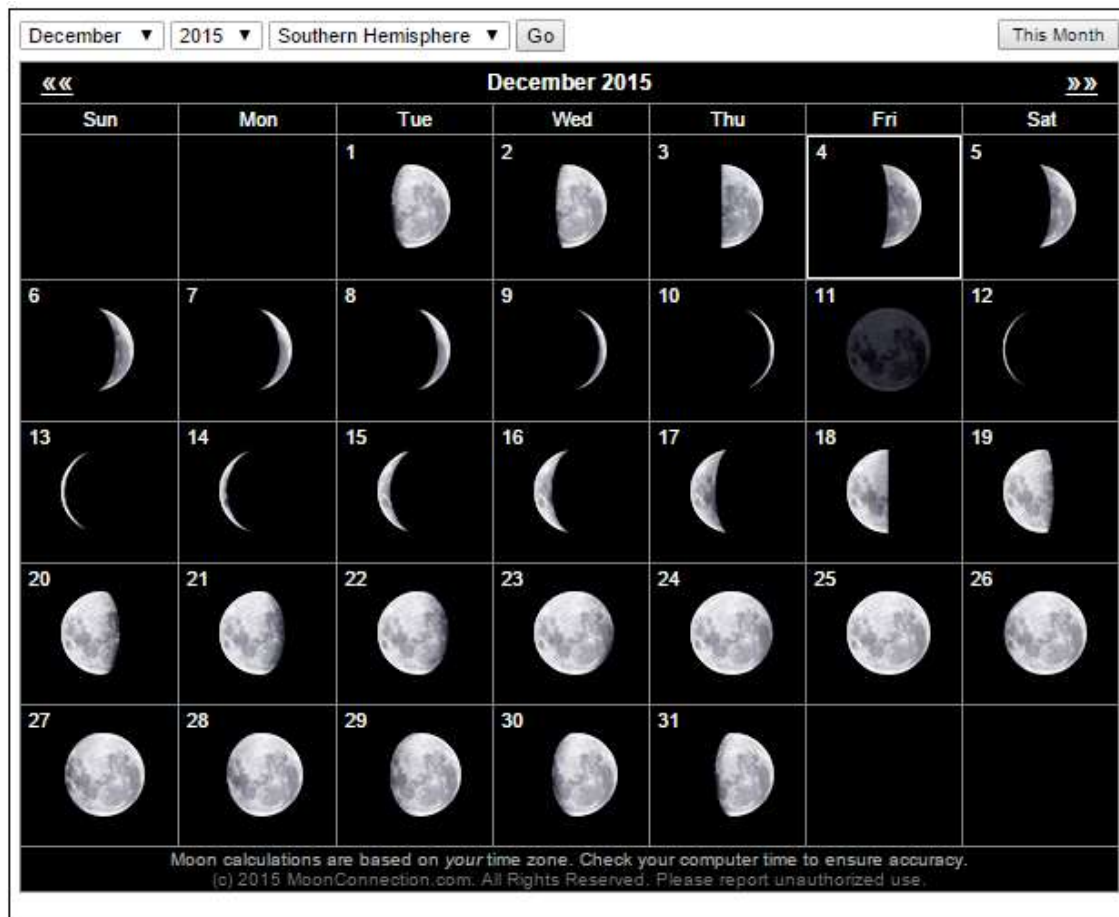 December ▼ 2015 ▼ Southern Hemisphere ▼ Go This Month
«« December 2015 »»
Sun Mon Tue Wed Thu Fri Sat
1 2 3 4 5
6 7 8 9 10 11 12
13 14 15 16 17 18 19
20 21 22 23 24 25 26
27 28 29 30 31
Moon calculations are based on your time zone. Check your computer time to ensure accuracy.
(c) 2015 MoonConnection.com. All Rights Reserved. Please report unauthorized use.